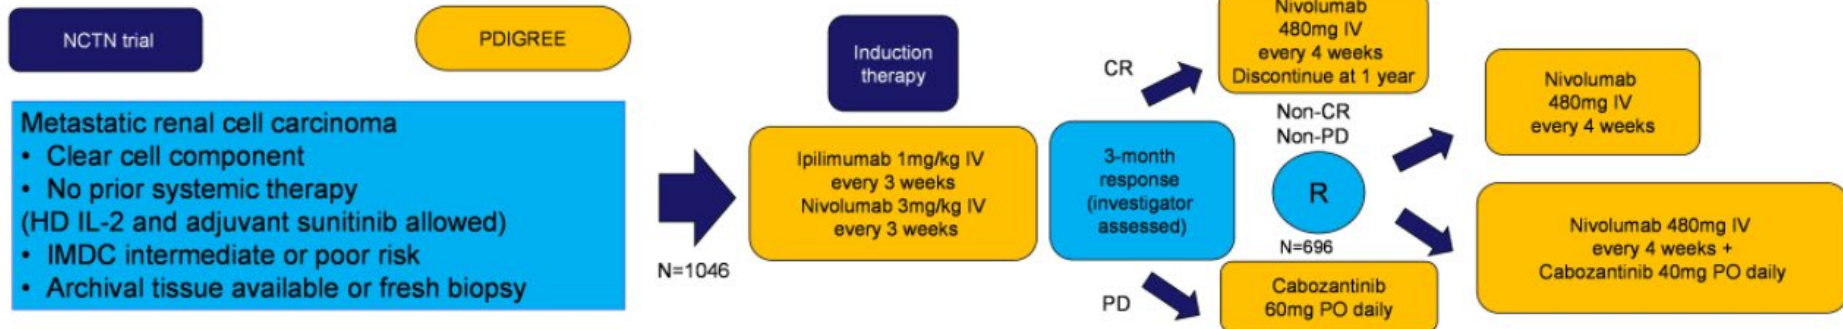 NCTN trial
PDIGREE
Metastatic renal cell carcinoma
• Clear cell component
• No prior systemic therapy
(HD IL-2 and adjuvant sunitinib allowed)
• IMDC intermediate or poor risk
• Archival tissue available or fresh biopsy
N=1046
Induction
therapy
Ipilimumab 1mg/kg IV
every 3 weeks
Nivolumab 3mg/kg IV
every 3 weeks
3-month
response
(investigator
assessed)
CR
Nivolumab
480mg IV
every 4 weeks
Discontinue at 1 year
Non-CR
Non-PD
R
N=696
PD
Cabozantinib
60mg PO daily
Nivolumab
480mg IV
every 4 weeks
Nivolumab 480mg IV
every 4 weeks +
Cabozantinib 40mg PO daily